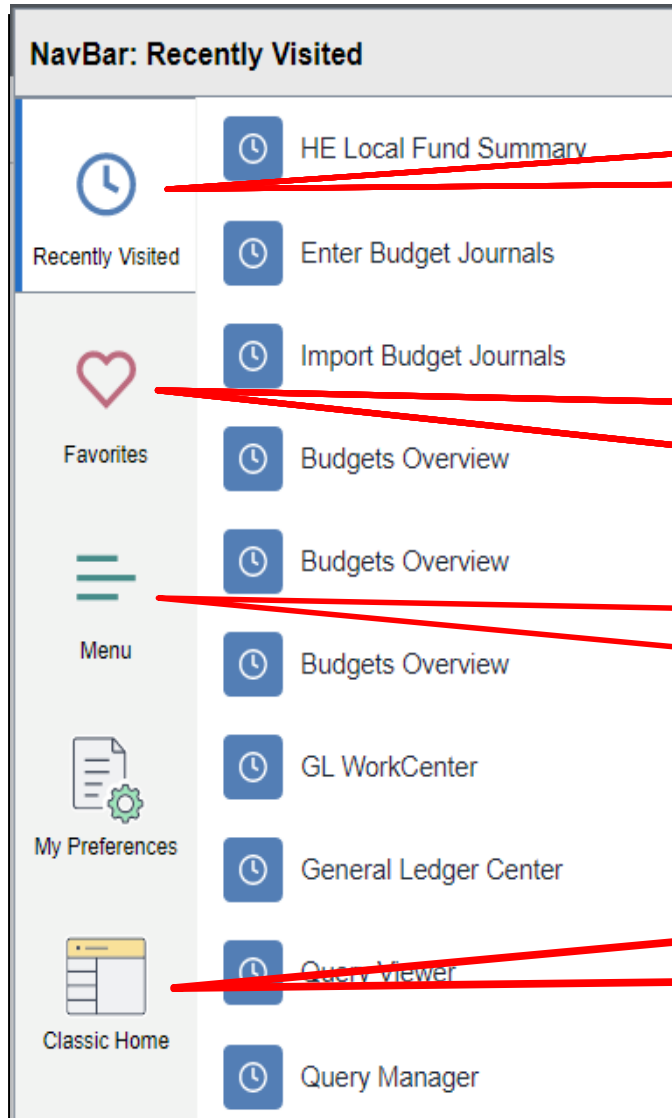 NavBar: Recently Visited
Recently Visited
Favorites
Menu
My Preferences
Classic Home
HE Local Fund Summary
Enter Budget Journals
Import Budget Journals
Budgets Overview
Budgets Overview
Budgets Overview
GL WorkCenter
General Ledger Center
Query Viewer
Query Manager